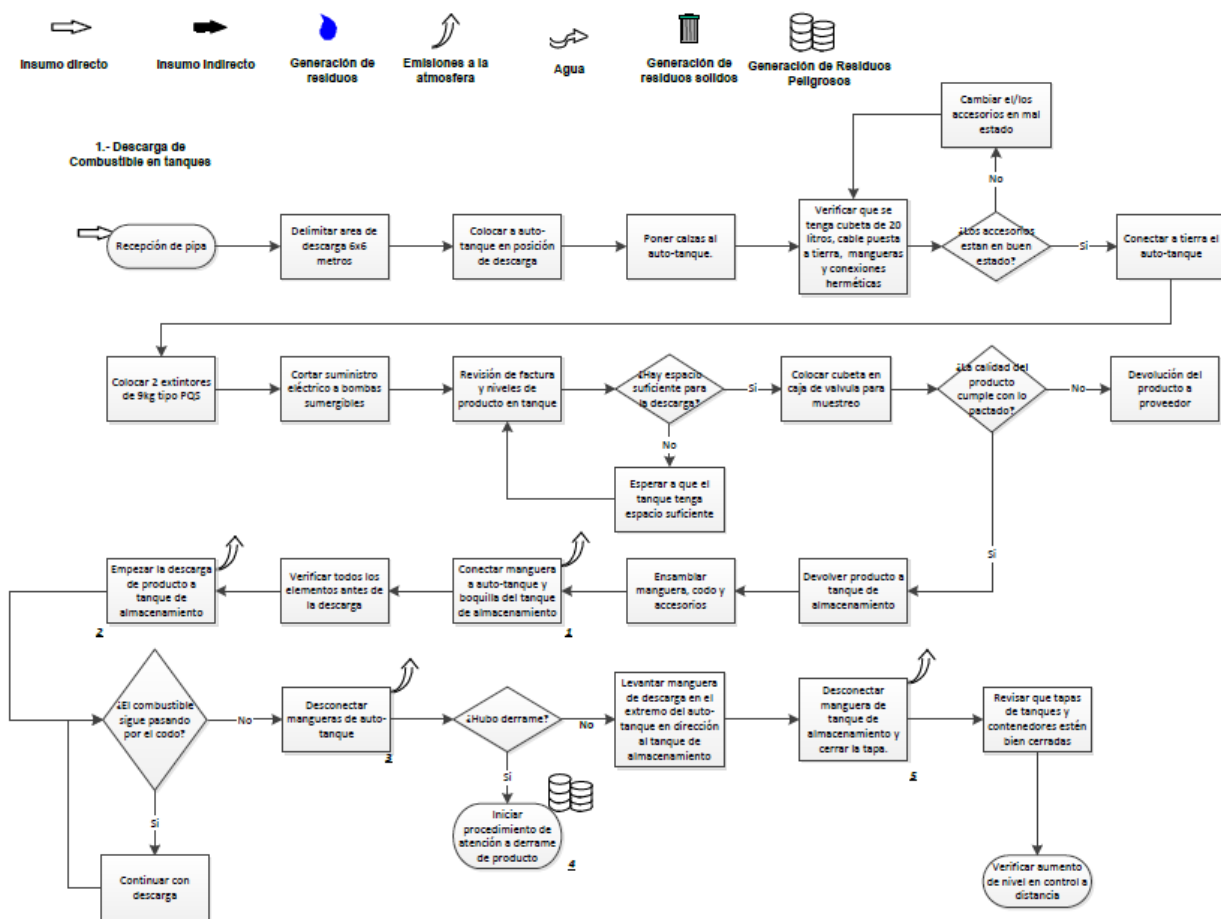 Insumo directo
Insumo Indirecto
Generación de
residuos
Emisiones a la
atmosfera
Agua
Generación de
residuos solidos
Generación de Residuos
Peligrosos
1.- Descarga de
Combustible en tanques
Cambiar el/los
accesorios en mal
estado
No
Recepción de pipa
Delimitar area de
descarga 6x6
metros
Colocar a auto-
tanque en posición
de descarga
Poner calzas al
auto-tanque.
Verificar que se
tenga cubeta de 20
litros, cable puesta
a tierra, mangueras
y conexiones
herméticas
¿Los accesorios
estan en buen
estado?
Sí
Conectar a tierra el
auto-tanque
Colocar 2 extintores
de 9kg tipo PQS
Cortar suministro
eléctrico a bombas
sumergibles
Revisión de factura
y niveles de
producto en tanque
¿Hay espacio
suficiente para
la descarga?
Sí
Colocar cubeta en
caja de valvula para
muestreo
¿La calidad del
producto
cumple con lo
pactado?
No
Devolución del
producto a
proveedor
No
Esperar a que el
tanque tenga
espacio suficiente
Sí
Empezar la descarga
de producto a
tanque de
almacenamiento
2
Verificar todos los
elementos antes de
la descarga
Conectar manguera
a auto-tanque y
boquilla del tanque
de almacenamiento
1
Ensamblar
manguera, codo y
accesorios
Devolver producto a
tanque de
almacenamiento
¿El combustible
sigue pasando
por el codo?
No
Desconectar
mangueras de auto-
tanque
3
¿Hubo derrame?
No
Levantar manguera
de descarga en el
extremo del auto-
tanque en dirección
al tanque de
almacenamiento
Desconectar
manguera de
tanque de
almacenamiento y
cerrar la tapa.
5
Revisar que tapas
de tanques y
contenedores estén
bien cerradas
Sí
Continuar con
descarga
Sí
Iniciar
procedimiento de
atención a derrame
de producto
4
Verificar aumento
de nivel en control a
distancia